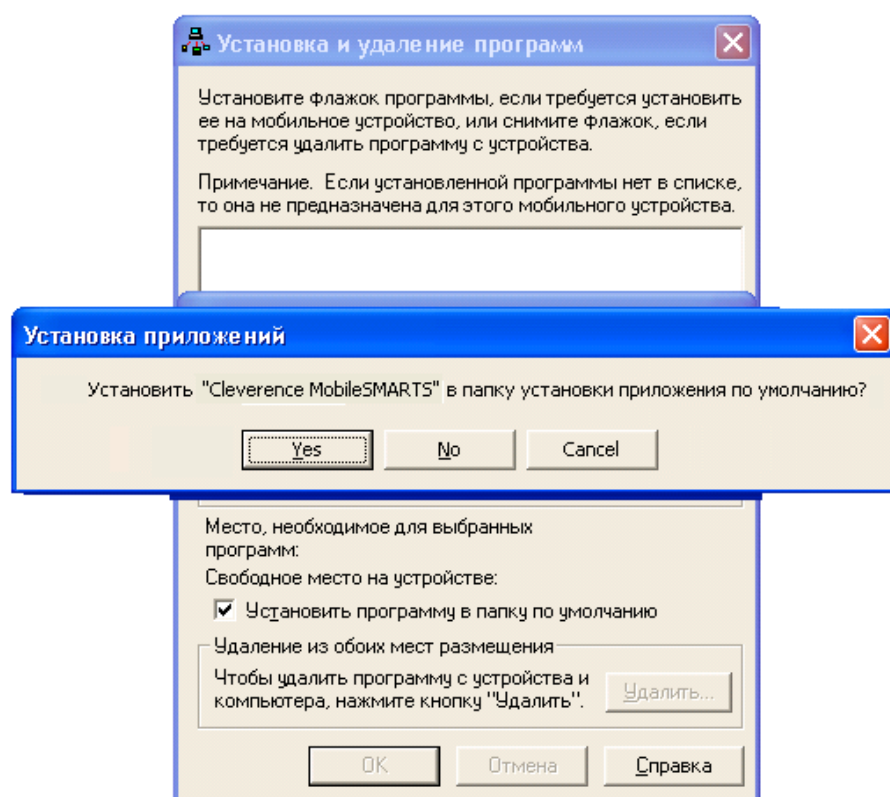 Установка и удаление программ
Установите флажок программы, если требуется установить
ее на мобильное устройство, или снимите флажок, если
требуется удалить программу с устройства.
Примечание. Если установленной программы нет в списке,
то она не предназначена для этого мобильного устройства.
Установка приложений
Установить "Cleverence MobileSMARTS" в папку установки приложения по умолчанию?
Yes
No
Cancel
Место, необходимое для выбранных
программ:
Свободное место на устройстве:
Установить программу в папку по умолчанию
Удаление из обоих мест размещения
Чтобы удалить программу с устройства и
компьютера, нажмите кнопку "Удалить".
Удалить...
OK
Отмена
Справка